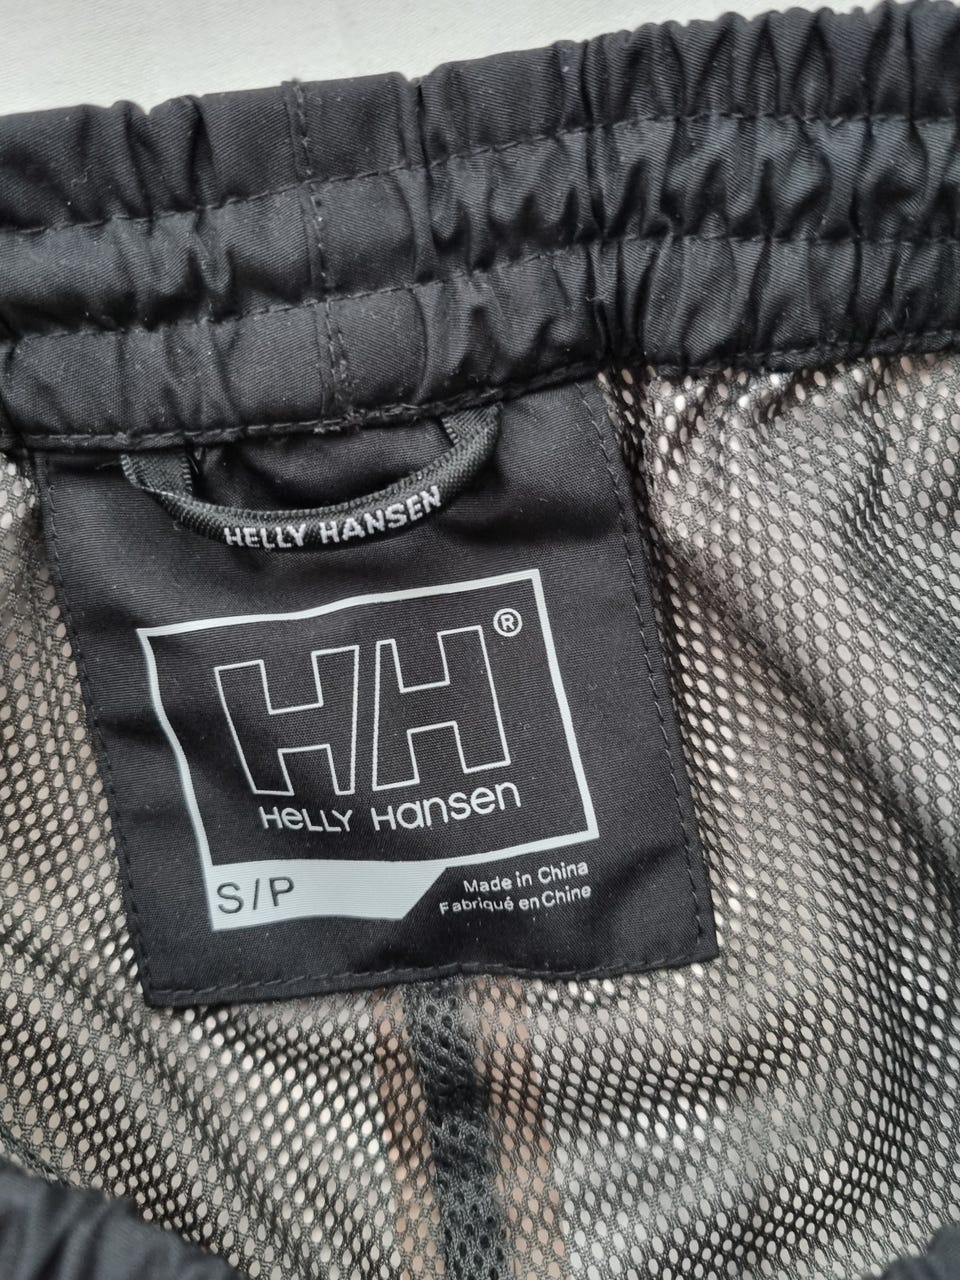 HELLY HANSEN
HH®
HELLY HANSEN
S/P
Made in China
Fabriqué en Chine